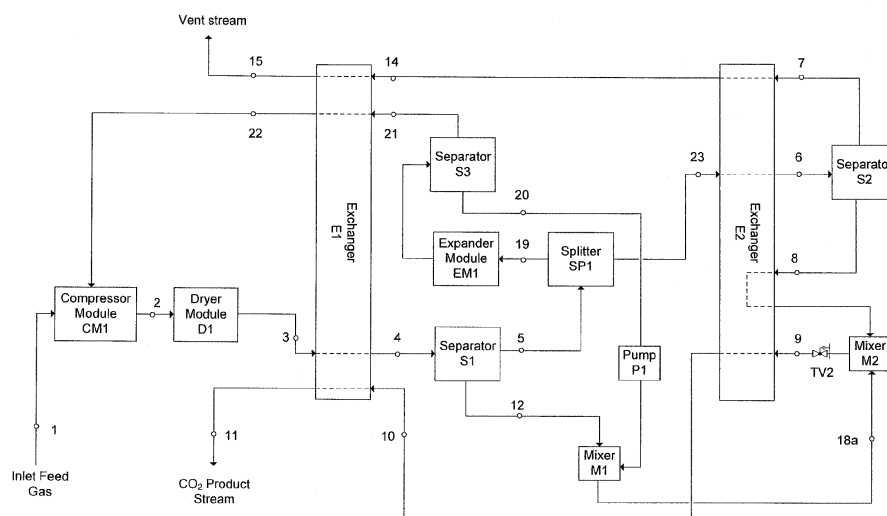 Vent stream
15
14
7
22
21
Separator
S3
23
6
Separator
S2
20
Exchanger
E1
Exchanger
E2
Expander
Module
EM1
19
Splitter
SP1
8
Compressor
Module
CM1
2
Dryer
Module
D1
3
4
Separator
S1
5
Pump
P1
9
TV2
Mixer
M2
12
1
11
10
Mixer
M1
18a
Inlet Feed
Gas
CO₂ Product
Stream